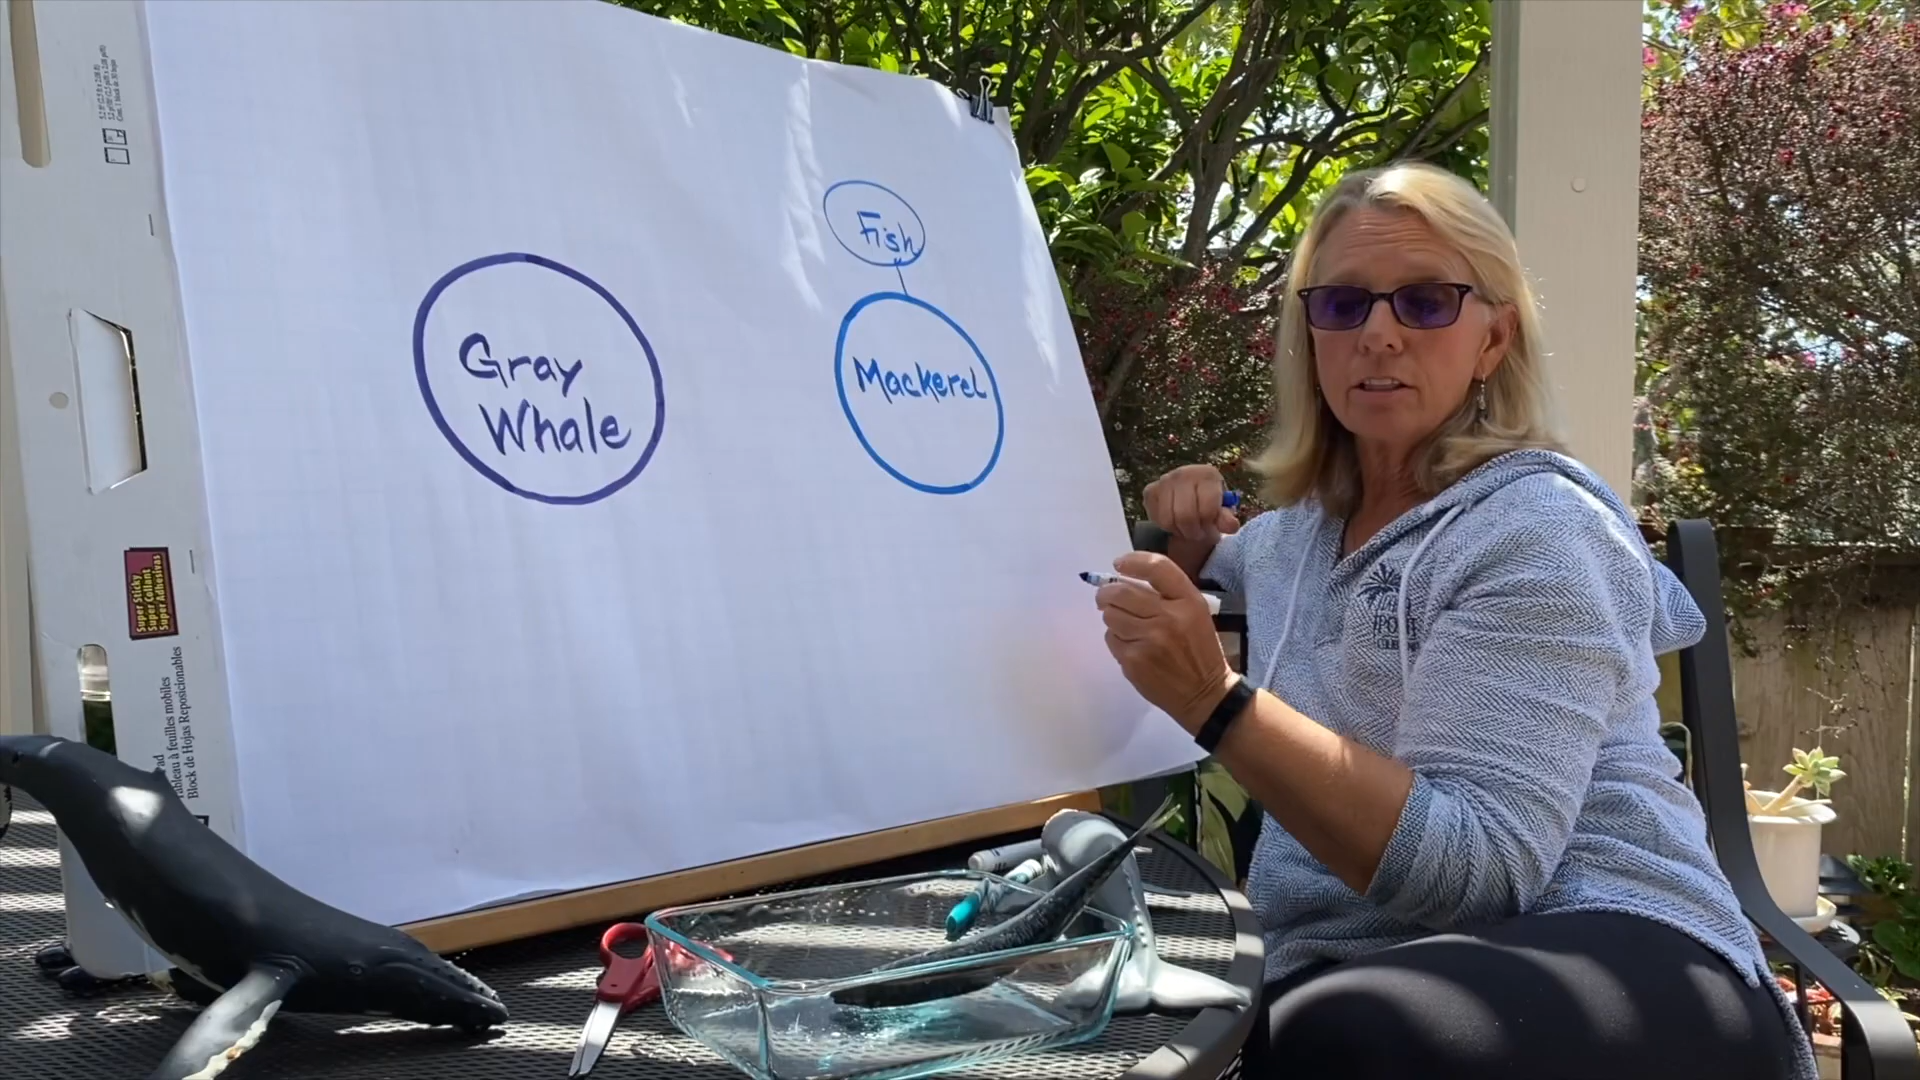 Fish
Gray
Whale
Mackerel
Super Sticky
Super Collant
Super Adhesivas
Tableau à feuilles mobiles
Block de Hojas Reposicionables